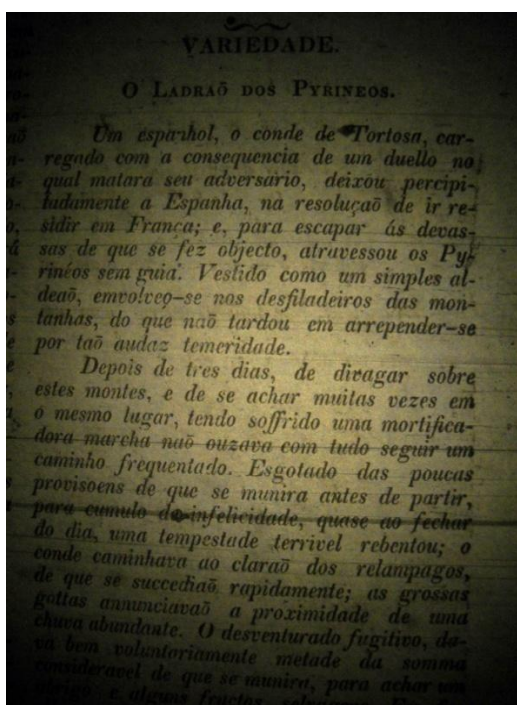 VARIEDADE.
O LADRAÕ DOS PYRINEOS.
Um espanhol, o conde de Tortosa, car-
regado com a consequencia de um duello no
qual matara seu adversario, deixou percipi-
tadamente a Espanha, na resoluçaõ de ir re-
sidir em França; e, para escapar ás devas-
sas de que se fez objecto, atravessou os Py-
rinéos sem guia. Vestido como um simples al-
deaõ, emvolveo-se nos desfiladeiros das mon-
tanhas, do que naõ tardou em arrepender-se
por taõ audaz temeridade.
Depois de tres dias, de divagar sobre
estes montes, e de se achar muitas vezes em
o mesmo lugar, tendo soffrido uma mortifica-
dora marcha naõ ouzava com tudo seguir um
caminho frequentado. Esgotado das poucas
provisoens de que se munira antes de partir,
para cumulo de infelicidade, quase ao fechar
do dia, uma tempestade terrivel rebentou; o
conde caminhava ao claraõ dos relampagos,
de que se succediaõ rapidamente; as grossas
gottas annunciavaõ a proximidade de uma
chuva abundante. O desventurado fugitivo, da-
va bem voluntariamente metade da somma
consideravel de que se munira, para achar um
abrigo e alguns fructos